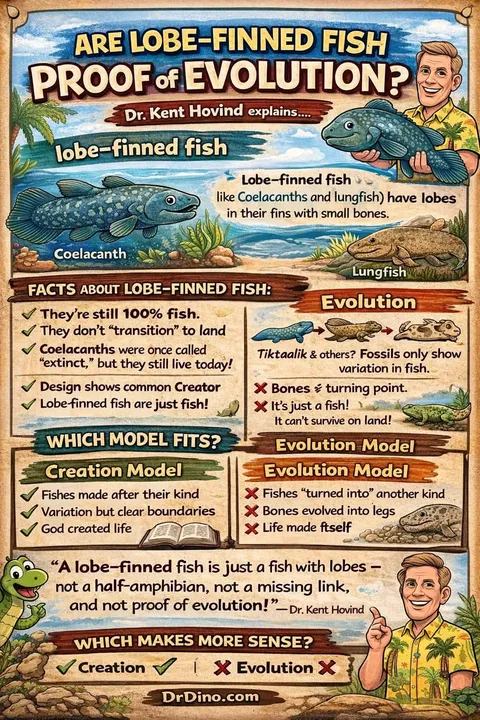 ARE LOBE-FINNED FISH
PROOF of EVOLUTION?
Dr. Kent Hovind explains....
lobe-finned fish
Lobe-finned fish
like Coelacanths and lungfish) have lobes
in their fins with small bones.
Coelacanth
Lungfish
FACTS ABOUT LOBE-FINNED FISH:
✓ They're still 100% fish.
✓ They don't "transition" to land
✓ Coelacanths were once called
"extinct," but they still live today!
✓ Design shows common Creator
✓ Lobe-finned fish are just fish!
Evolution
Tiktaalik & others? Fossils only show
variation in fish.
✗ Bones ≠ turning point.
✗ It's just a fish!
It can't survive on land!
WHICH MODEL FITS?
Creation Model
✓ Fishes made after their kind
✓ Variation but clear boundaries
✓ God created life
Evolution Model
Evolution Model
✗ Fishes "turned into" another kind
✗ Bones evolved into legs
✗ Life made ftself
"A lobe-finned fish is just a fish with lobes –
not a half-amphibian, not a missing link,
and not proof of evolution!" — Dr. Kent Hovind
WHICH MAKES MORE SENSE?
✓ Creation ✓ | ✗ Evolution ✗
DrDino.com